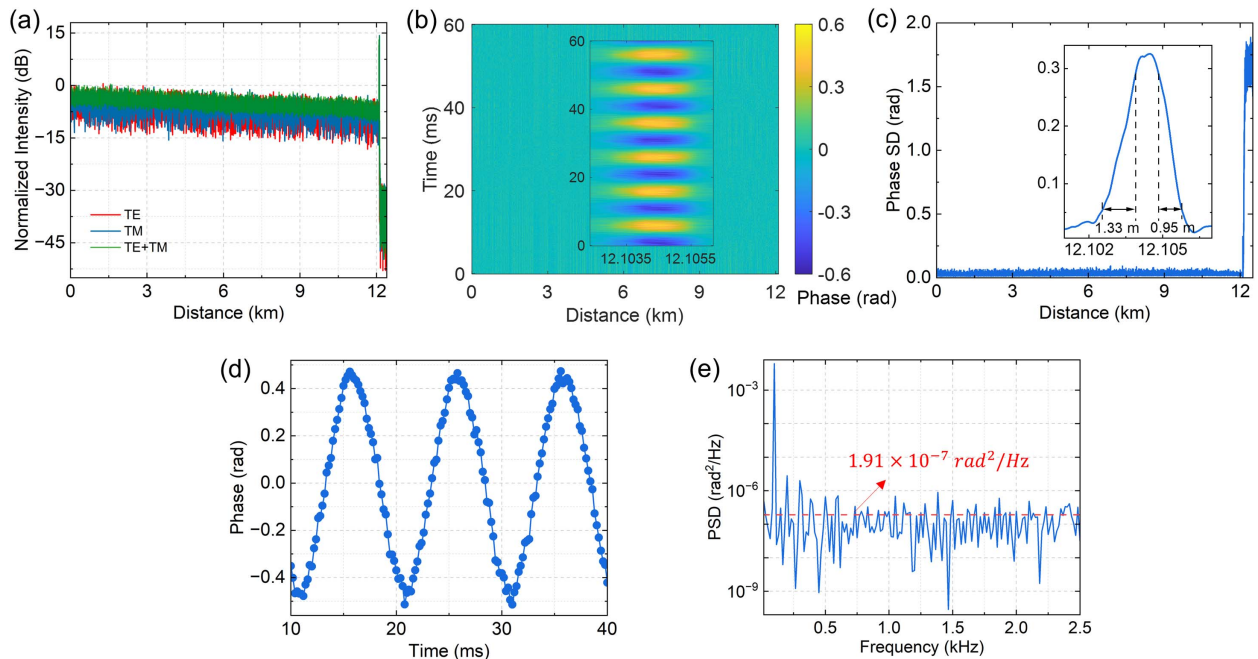 (a)
Normalized Intensity (dB)
15
0
−15
−30
−45
TE
TM
TE+TM
0 3 6 9 12
Distance (km)
(b)
Time (ms)
60
40
20
0
60
50
40
30
20
10
0
12.1035 12.1055
0 3 6 9 12
Distance (km)
0.6
0.3
0
-0.3
-0.6
Phase (rad)
(c)
Phase SD (rad)
2.0
1.5
1.0
0.5
0.0
0.3
0.2
0.1
1.33 m 0.95 m
12.102 12.105
0 3 6 9 12
Distance (km)
(d)
Phase (rad)
0.4
0.2
0.0
−0.2
−0.4
10 20 30 40
Time (ms)
(e)
PSD (rad²/Hz)
10⁻³
10⁻⁶
10⁻⁹
1.91 × 10⁻⁷ rad²/Hz
0.5 1.0 1.5 2.0 2.5
Frequency (kHz)